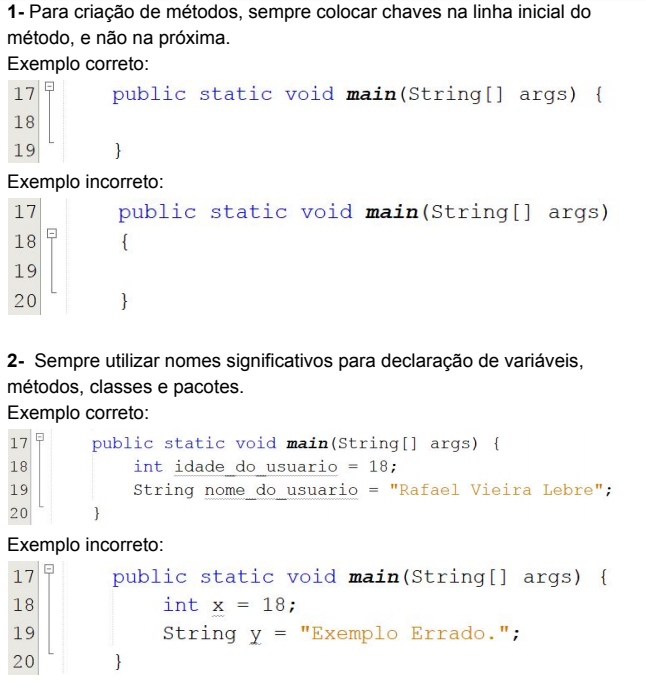 1- Para criação de métodos, sempre colocar chaves na linha inicial do
método, e não na próxima.
Exemplo correto:
17 public static void main(String[] args) {
18
19 }
Exemplo incorreto:
17 public static void main(String[] args)
18 {
19
20 }
2- Sempre utilizar nomes significativos para declaração de variáveis,
métodos, classes e pacotes.
Exemplo correto:
17 public static void main(String[] args) {
18 int idade_do_usuario = 18;
19 String nome_do_usuario = "Rafael Vieira Lebre";
20 }
Exemplo incorreto:
17 public static void main(String[] args) {
18 int x = 18;
19 String y = "Exemplo Errado.";
20 }